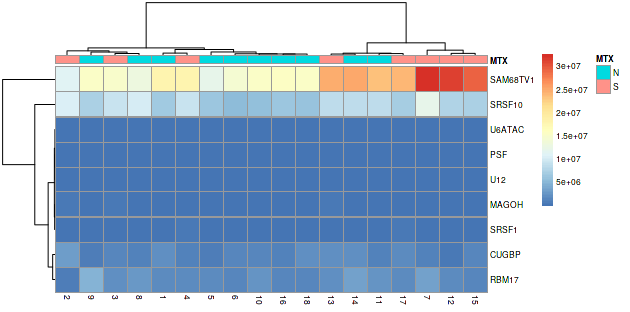 MTX
SAM68TV1
SRSF10
U6ATAC
PSF
U12
MAGOH
SRSF1
CUGBP
RBM17
2 9 3 8 1 4 5 6 10 16 18 13 14 11 17 7 12 15
3e+07
2.5e+07
2e+07
1.5e+07
1e+07
5e+06
MTX
N
S